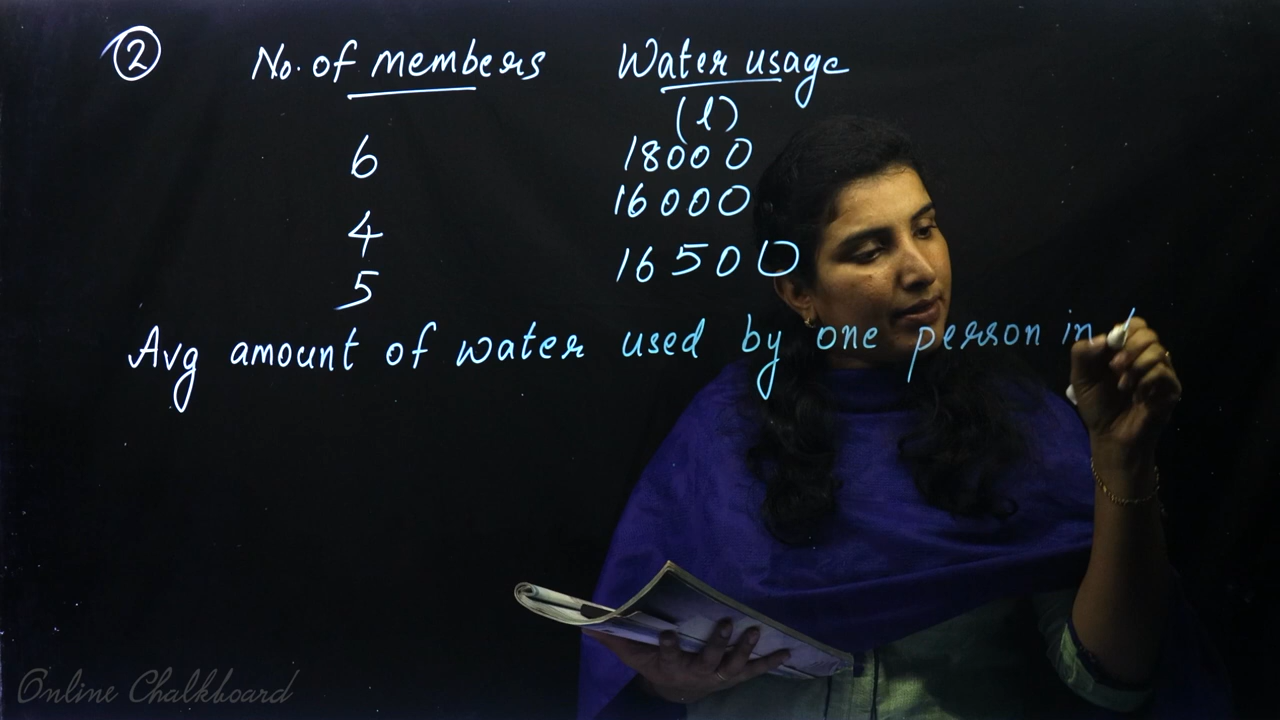 ② No. of members Water usage
(l)
6 18000
4 16000
5 16500
Avg amount of water used by one person in
Online Chalkboard